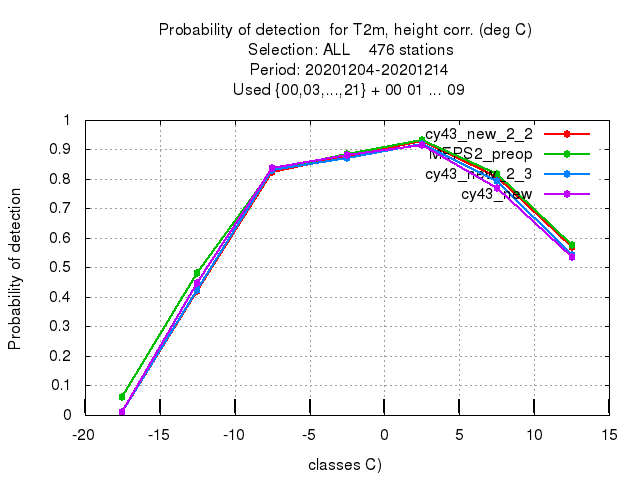 Probability of detection for T2m, height corr. (deg C)
Selection: ALL 476 stations
Period: 20201204-20201214
Used {00,03,...,21} + 00 01 ... 09
1
0.9
0.8
0.7
0.6
0.5
0.4
0.3
0.2
0.1
0
Probability of detection
cy43_new_2_2
MEPS2_preop
cy43_new_2_3
cy43_new
-20 -15 -10 -5 0 5 10 15
classes C)